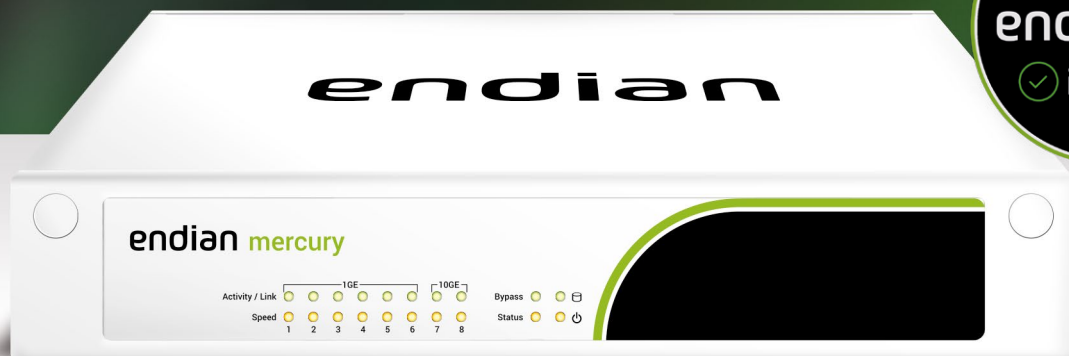 endian
endian mercury
1GE 10GE
Activity / Link
Bypass
Speed
Status
1 2 3 4 5 6 7 8